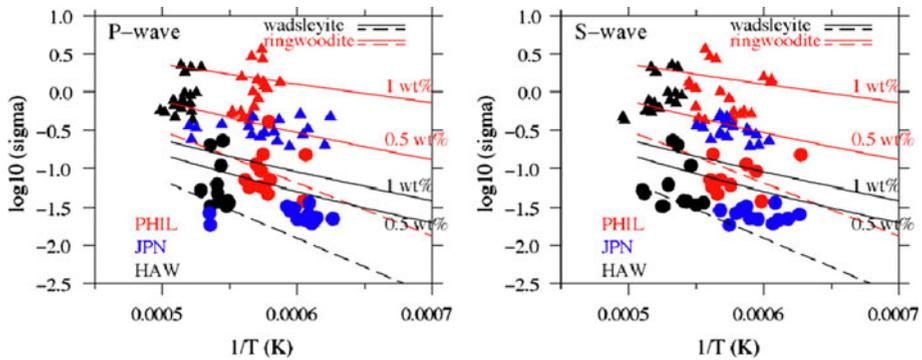 P−wave
wadsleyite
ringwoodite
1.0
0.5
0.0
−0.5
−1.0
−1.5
−2.0
−2.5
log10 (sigma)
1 wt%
0.5 wt%
1 wt%
0.5 wt%
PHIL
JPN
HAW
0.0005 0.0006 0.0007
1/T (K)
S−wave
wadsleyite
ringwoodite
1.0
0.5
0.0
−0.5
−1.0
−1.5
−2.0
−2.5
log10 (sigma)
1 wt%
0.5 wt%
1 wt%
0.5 wt%
PHIL
JPN
HAW
0.0005 0.0006 0.0007
1/T (K)